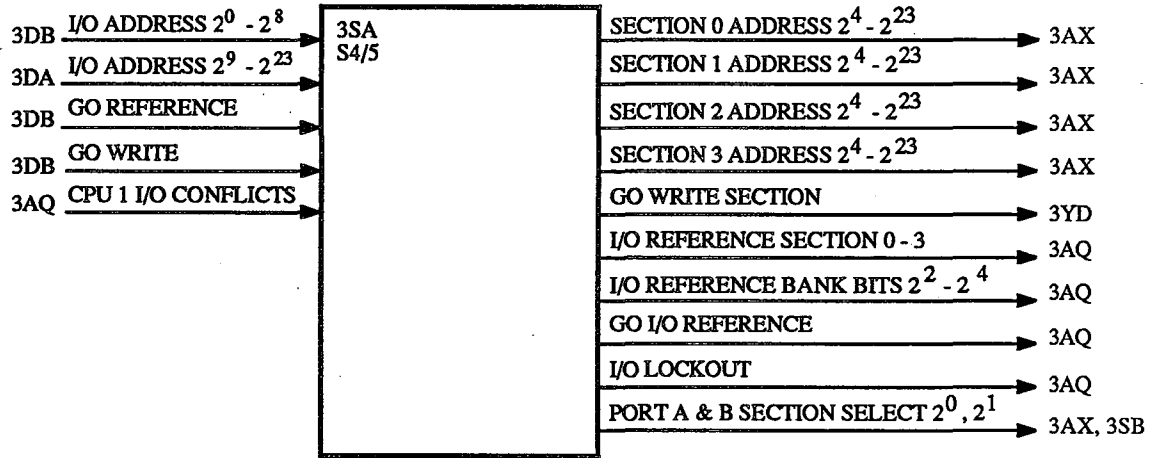 3DB I/O ADDRESS 2^0 - 2^8
3DA I/O ADDRESS 2^9 - 2^23
3DB GO REFERENCE
3DB GO WRITE
3AQ CPU 1 I/O CONFLICTS
3SA
S4/5
SECTION 0 ADDRESS 2^4 - 2^23 3AX
SECTION 1 ADDRESS 2^4 - 2^23 3AX
SECTION 2 ADDRESS 2^4 - 2^23 3AX
SECTION 3 ADDRESS 2^4 - 2^23 3AX
GO WRITE SECTION 3YD
I/O REFERENCE SECTION 0 - 3 3AQ
I/O REFERENCE BANK BITS 2^2 - 2^4 3AQ
GO I/O REFERENCE 3AQ
I/O LOCKOUT 3AQ
PORT A & B SECTION SELECT 2^0, 2^1 3AX, 3SB